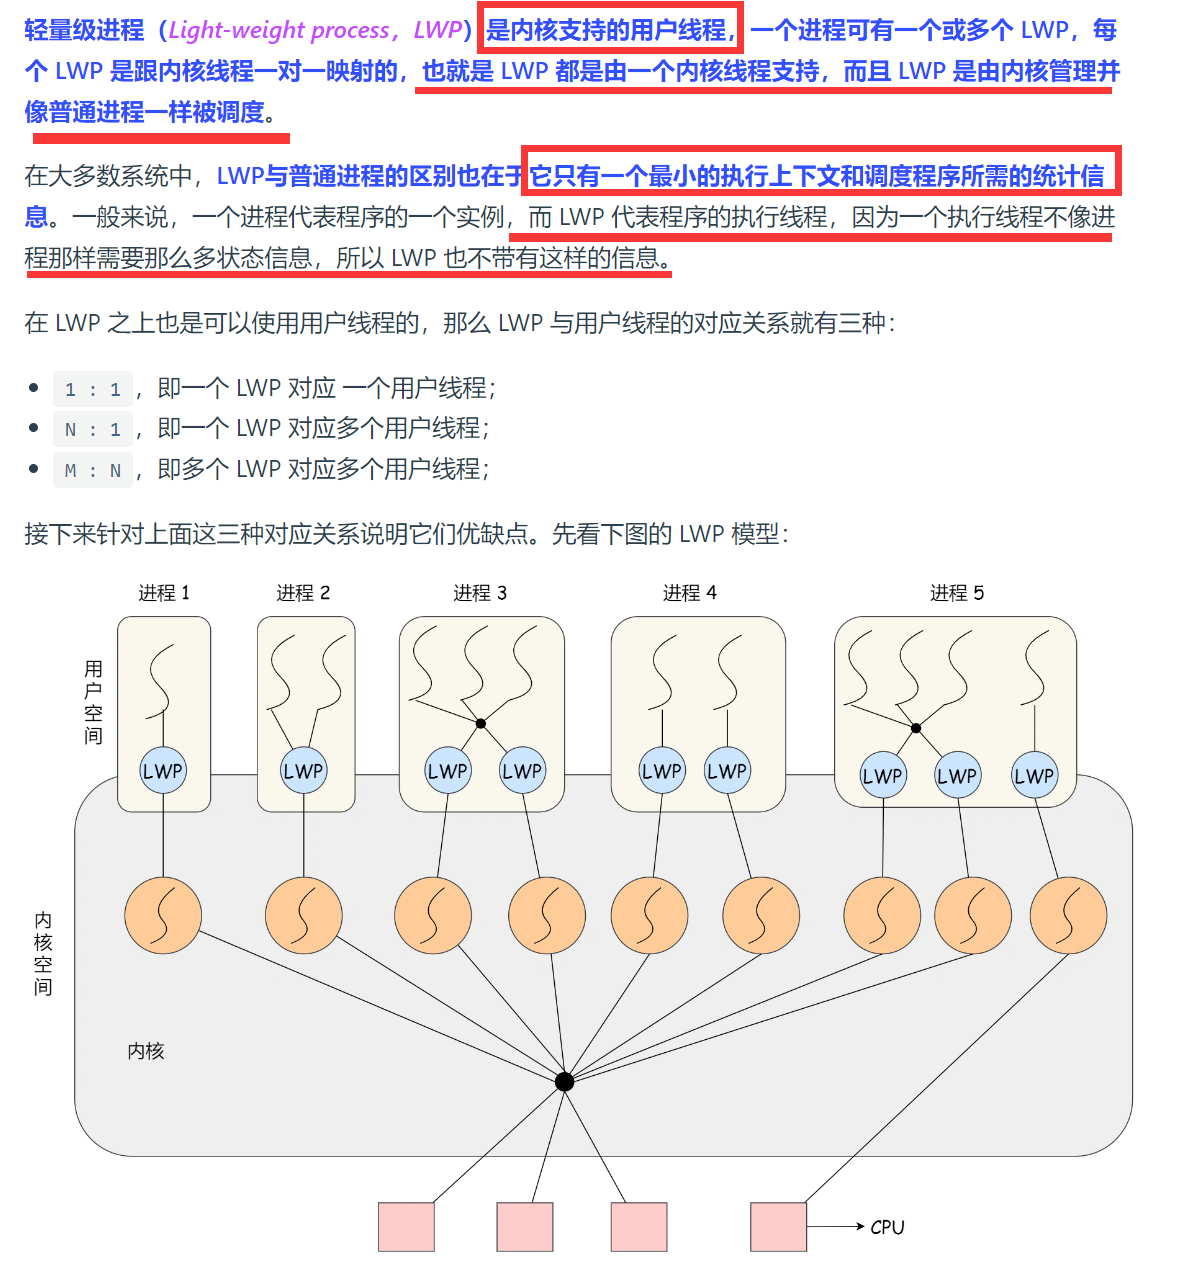 轻量级进程（Light-weight process，LWP）是内核支持的用户线程，一个进程可有一个或多个 LWP，每
个 LWP 是跟内核线程一对一映射的，也就是 LWP 都是由一个内核线程支持，而且 LWP 是由内核管理并
像普通进程一样被调度。
在大多数系统中，LWP与普通进程的区别也在于它只有一个最小的执行上下文和调度程序所需的统计信
息。一般来说，一个进程代表程序的一个实例，而 LWP 代表程序的执行线程，因为一个执行线程不像进
程那样需要那么多状态信息，所以 LWP 也不带有这样的信息。
在 LWP 之上也是可以使用用户线程的，那么 LWP 与用户线程的对应关系就有三种：
1 : 1，即一个 LWP 对应 一个用户线程；
N : 1，即一个 LWP 对应多个用户线程；
M : N，即多个 LWP 对应多个用户线程；
接下来针对上面这三种对应关系说明它们优缺点。先看下图的 LWP 模型：
进程 1 进程 2 进程 3 进程 4 进程 5
用户空间
LWP LWP LWP LWP LWP LWP LWP LWP LWP
内核空间
内核
CPU